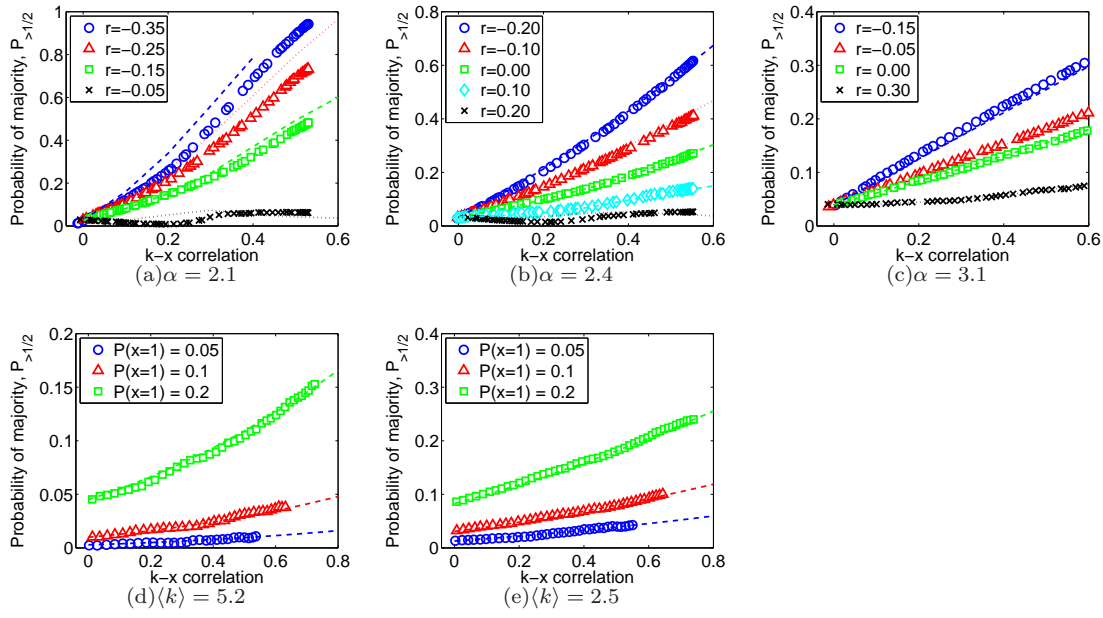 Probability of majority, P>1/2
1
0.8
0.6
0.4
0.2
0
r=−0.35
r=−0.25
r=−0.15
r=−0.05
0
0.2
0.4
0.6
k−x correlation
(a)α = 2.1
Probability of majority, P>1/2
1
0.8
0.6
0.4
0.2
0
r=−0.20
r=−0.10
r=0.00
r=0.10
r=0.20
0
0.2
0.4
0.6
k−x correlation
(b)α = 2.4
Probability of majority, P>1/2
0.4
0.3
0.2
0.1
0
r=−0.15
r=−0.05
r= 0.00
r= 0.30
0
0.2
0.4
0.6
k−x correlation
(c)α = 3.1
Probability of majority, P>1/2
0.2
0.15
0.1
0.05
0
P(x=1) = 0.05
P(x=1) = 0.1
P(x=1) = 0.2
0
0.2
0.4
0.6
0.8
k−x correlation
(d)⟨k⟩ = 5.2
Probability of majority, P>1/2
0.4
0.3
0.2
0.1
0
P(x=1) = 0.05
P(x=1) = 0.1
P(x=1) = 0.2
0
0.2
0.4
0.6
0.8
k−x correlation
(e)⟨k⟩ = 2.5